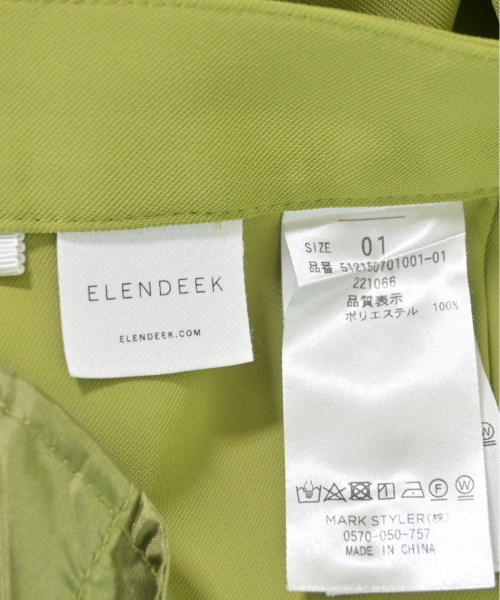 ELENDEEK
ELENDEEK.COM
SIZE 01
品番 512150701001-01
221066
品質表示
ポリエステル 100%
F W
MARK STYLER(株)
0570-050-757
MADE IN CHINA
W